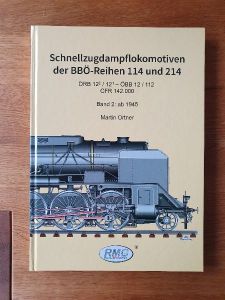 Schnellzugdampflokomotiven
der BBÖ-Reihen 114 und 214
DRB 12⁰ / 12¹ – ÖBB 12 / 112
CFR 142.000
Band 2: ab 1945
Martin Ortner
RMG